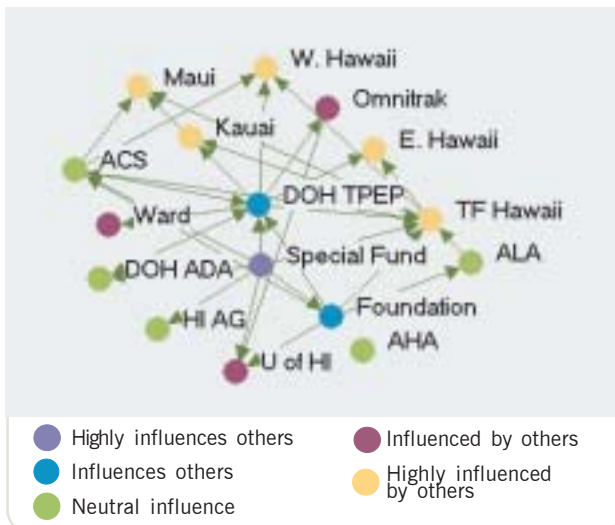 W. Hawaii
Maui
Omnitrak
Kauai
E. Hawaii
ACS
DOH TPEP
TF Hawaii
Ward
Special Fund
ALA
DOH ADA
Foundation
HI AG
AHA
U of HI
Highly influences others
Influences others
Neutral influence
Influenced by others
Highly influenced
by others